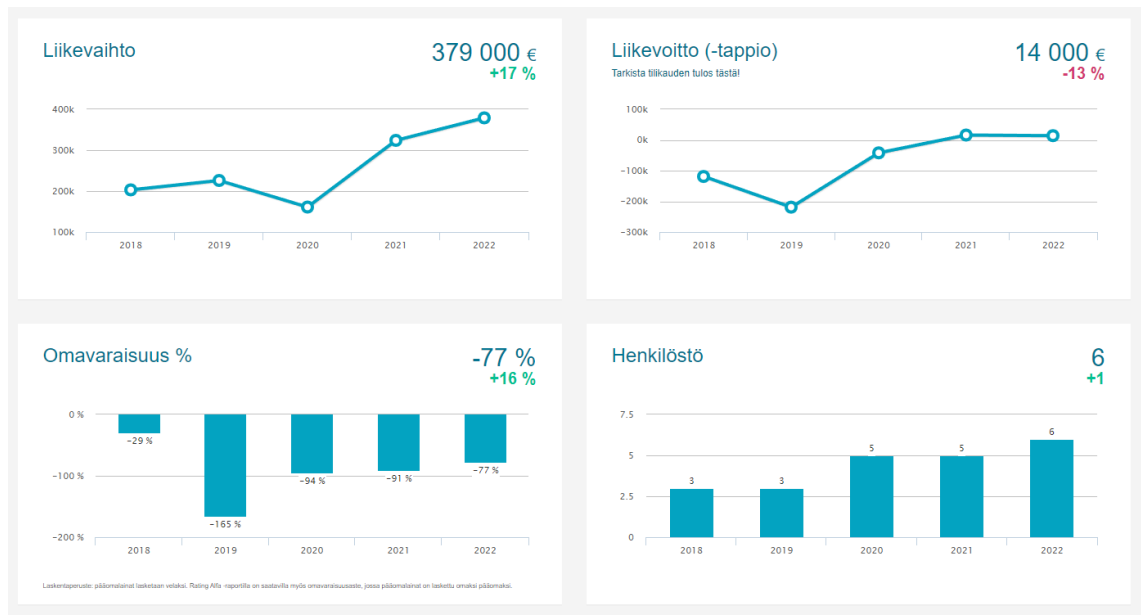 Liikevaihto
379 000 €
+17 %
400k
300k
200k
100k
2018 2019 2020 2021 2022
Liikevoitto (-tappio)
Tarkista tilikauden tulos tästä!
14 000 €
-13 %
100k
0k
-100k
-200k
-300k
2018 2019 2020 2021 2022
Omavaraisuus %
-77 %
+16 %
0 %
-100 %
-200 %
-29 %
-165 %
-94 %
-91 %
-77 %
2018 2019 2020 2021 2022
Laskentaperuste: pääomalainat lasketaan velaksi. Rating Alfa -raportilla on saatavilla myös omavaraisuusaste, jossa pääomalainat on laskettu omaksi pääomaksi.
Henkilöstö
6
+1
7.5
5
2.5
0
3
3
5
5
6
2018 2019 2020 2021 2022